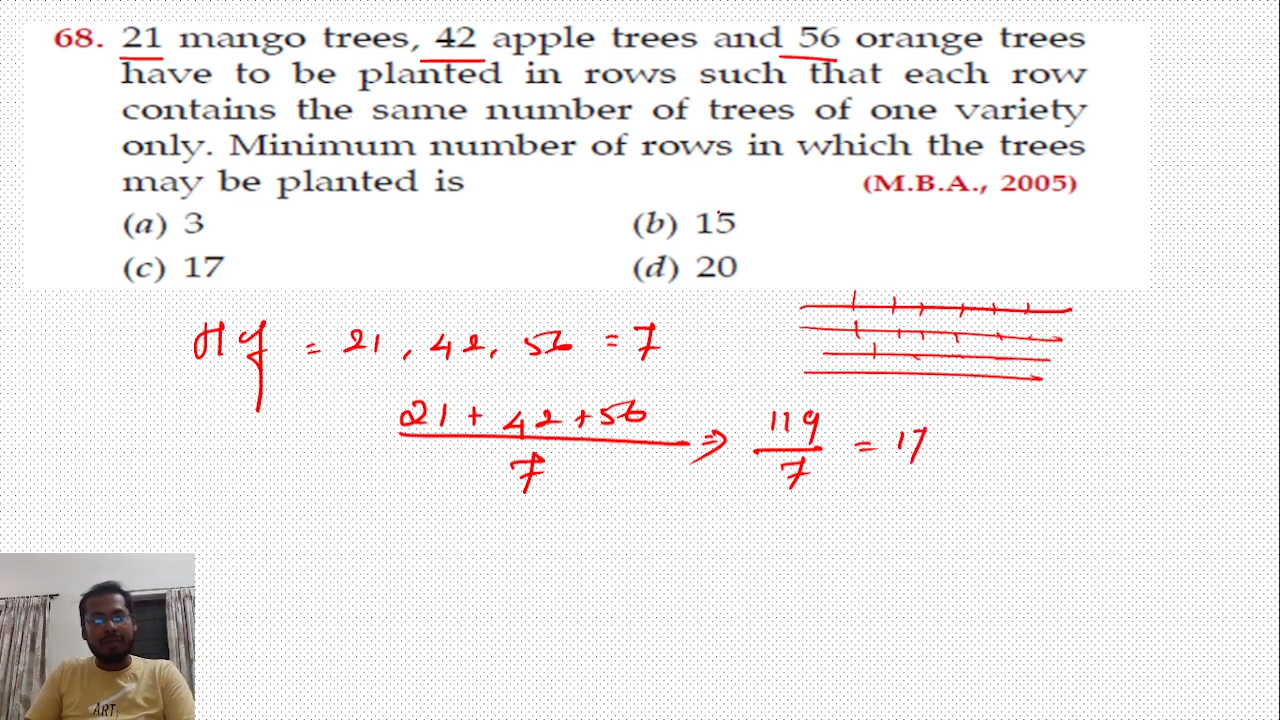 68. 21 mango trees, 42 apple trees and 56 orange trees
have to be planted in rows such that each row
contains the same number of trees of one variety
only. Minimum number of rows in which the trees
may be planted is (M.B.A., 2005)
(a) 3 (b) 15
(c) 17 (d) 20
= 21, 42, 56 = 7
21 + 42 + 56
7
⇒
119
7
= 17
ART;